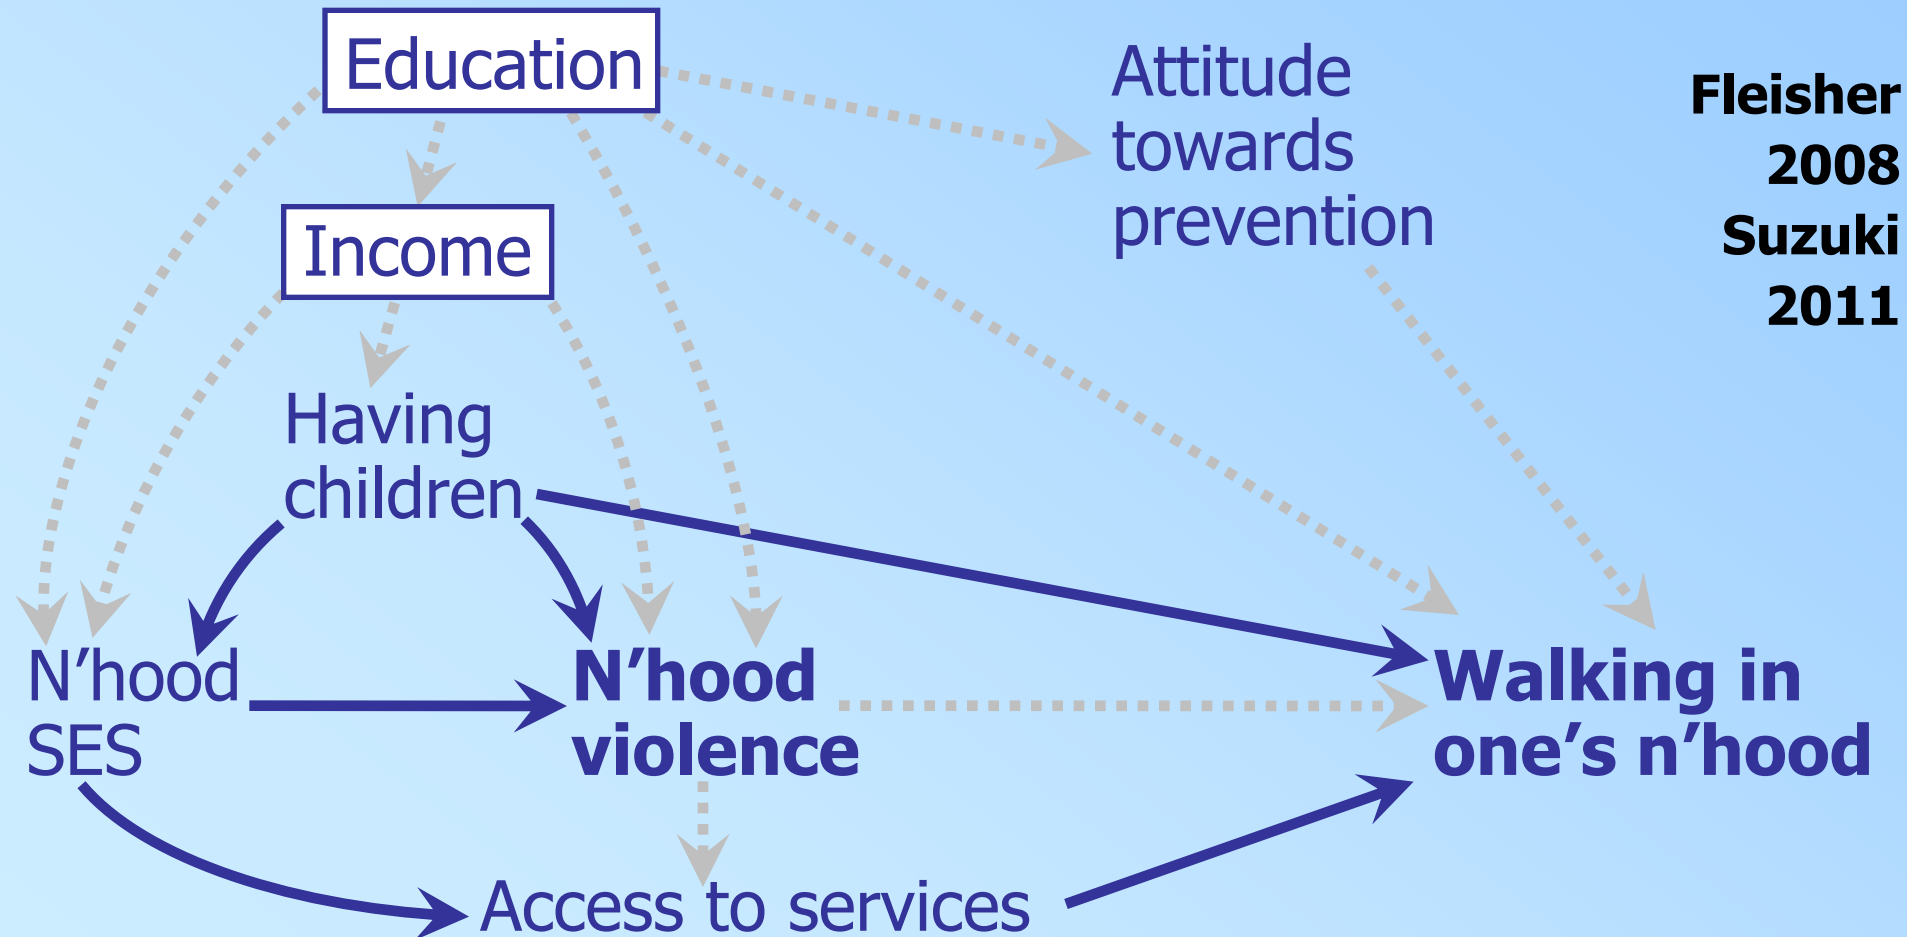 Education
Attitude
towards
prevention
Fleisher
2008
Suzuki
2011
Income
Having
children
N’hood
SES
N’hood
violence
Walking in
one’s n’hood
Access to services